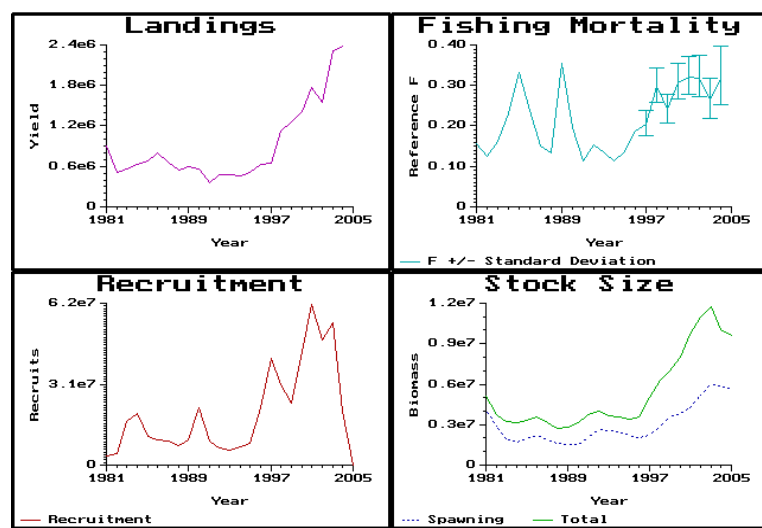 Landings
2.4e6
1.8e6
1.2e6
0.6e6
0
Yield
1981 1989 1997 2005
Year
Fishing Mortality
0.40
0.30
0.20
0.10
0
Reference F
1981 1989 1997 2005
Year
F +/- Standard Deviation
Recruitment
6.2e7
3.1e7
0
Recruits
1981 1989 1997 2005
Year
Recruitment
Stock Size
1.2e7
0.9e7
0.6e7
0.3e7
0
Biomass
1981 1989 1997 2005
Year
Spawning Total